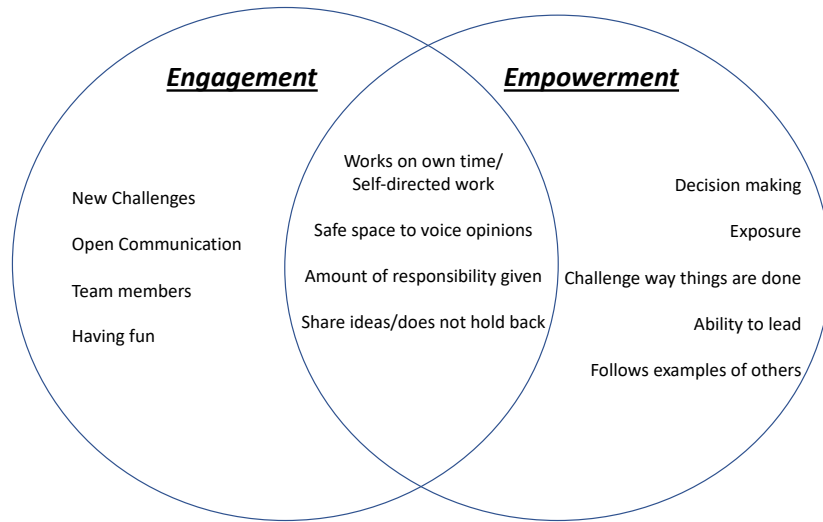 Engagement
Empowerment
New Challenges
Open Communication
Team members
Having fun
Works on own time/
Self-directed work
Safe space to voice opinions
Amount of responsibility given
Share ideas/does not hold back
Decision making
Exposure
Challenge way things are done
Ability to lead
Follows examples of others